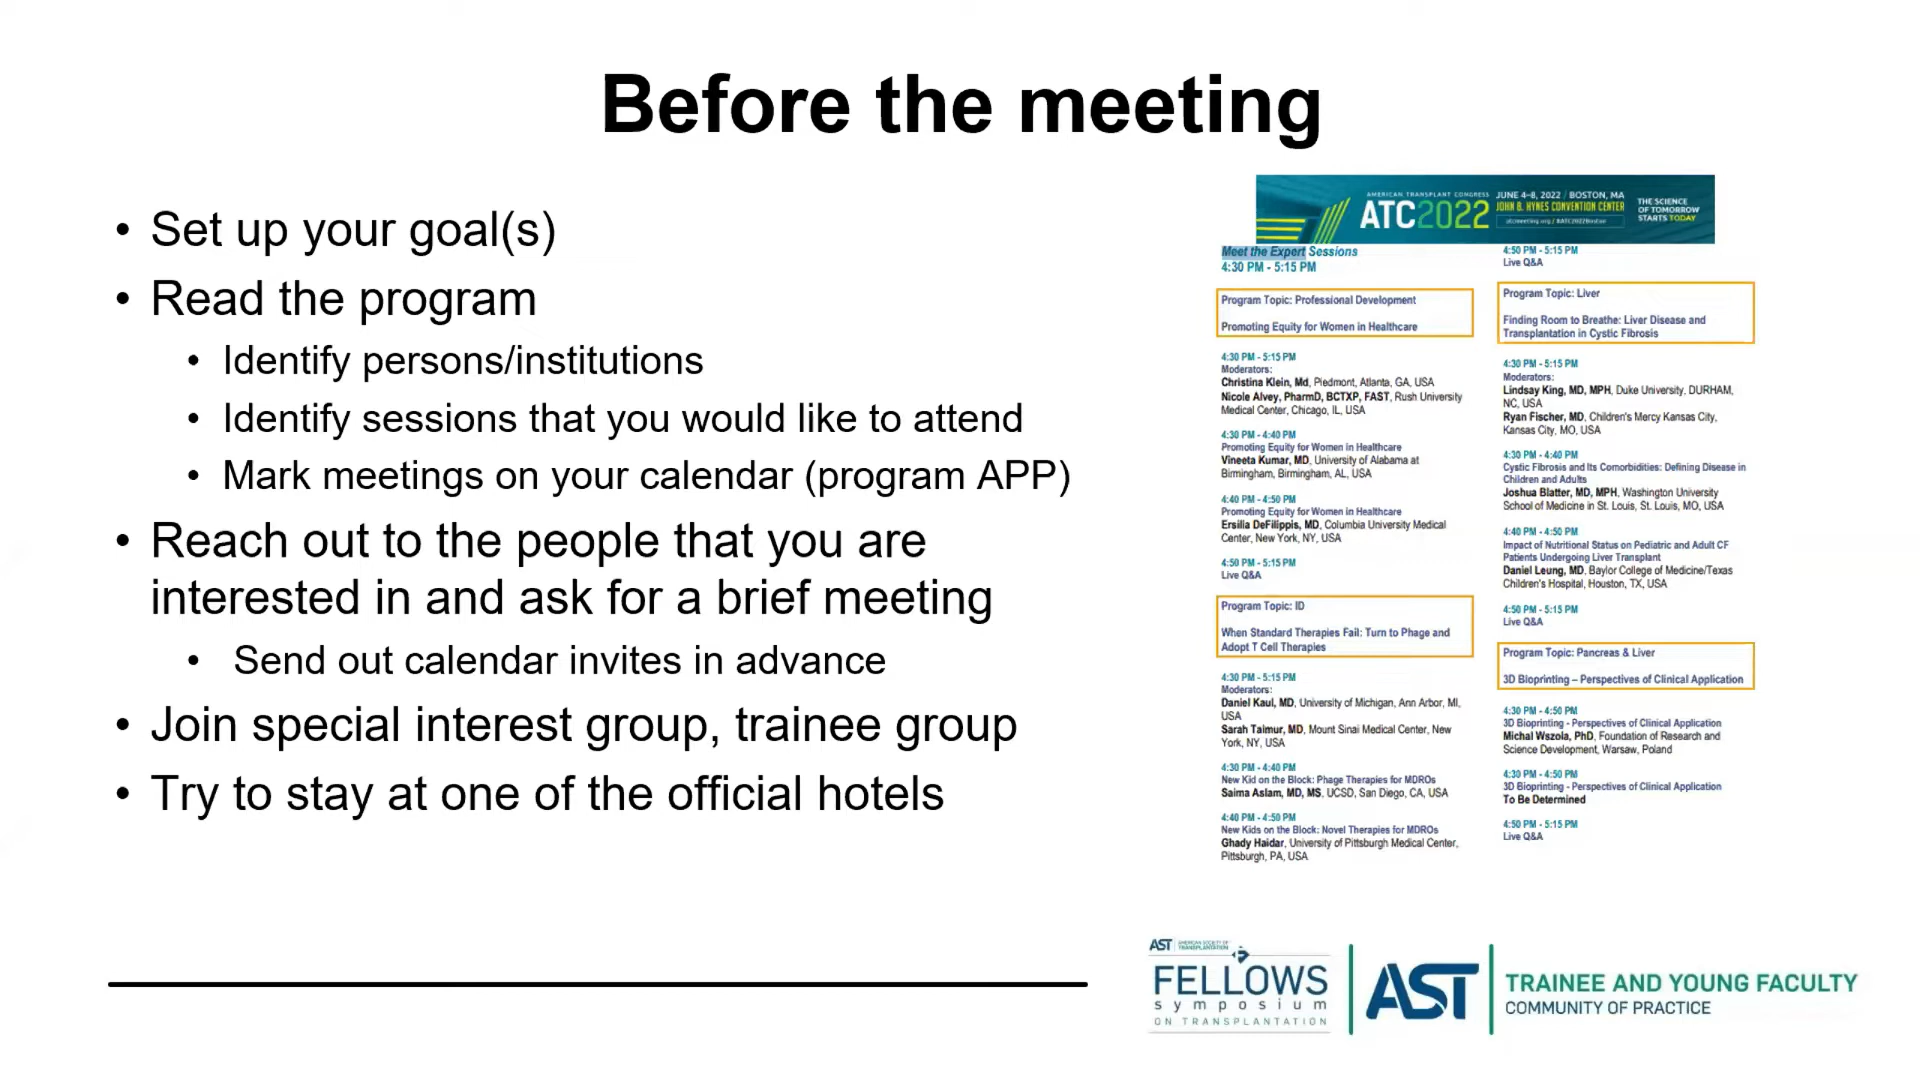 Before the meeting
• Set up your goal(s)
• Read the program
• Identify persons/institutions
• Identify sessions that you would like to attend
• Mark meetings on your calendar (program APP)
• Reach out to the people that you are
interested in and ask for a brief meeting
• Send out calendar invites in advance
• Join special interest group, trainee group
• Try to stay at one of the official hotels
AMERICAN TRANSPLANT CONGRESS
ATC2022
JUNE 4-8, 2022 / BOSTON, MA
JOHN B. HYNES CONVENTION CENTER
atcmeeting.org / #ATC2022Boston
THE SCIENCE
OF TOMORROW
STARTS TODAY
Meet the Expert Sessions
4:30 PM - 5:15 PM
Program Topic: Professional Development
Promoting Equity for Women in Healthcare
4:30 PM - 5:15 PM
Moderators:
Christina Klein, Md, Piedmont, Atlanta, GA, USA
Nicole Alvey, PharmD, BCTXP, FAST, Rush University
Medical Center, Chicago, IL, USA
4:30 PM - 4:40 PM
Promoting Equity for Women in Healthcare
Vineeta Kumar, MD, University of Alabama at
Birmingham, Birmingham, AL, USA
4:40 PM - 4:50 PM
Promoting Equity for Women in Healthcare
Ersilia DeFilippis, MD, Columbia University Medical
Center, New York, NY, USA
4:50 PM - 5:15 PM
Live Q&A
Program Topic: ID
When Standard Therapies Fail: Turn to Phage and
Adopt T Cell Therapies
4:30 PM - 5:15 PM
Moderators:
Daniel Kaul, MD, University of Michigan, Ann Arbor, MI,
USA
Sarah Taimur, MD, Mount Sinai Medical Center, New
York, NY, USA
4:30 PM - 4:40 PM
New Kid on the Block: Phage Therapies for MDROs
Saima Aslam, MD, MS, UCSD, San Diego, CA, USA
4:40 PM - 4:50 PM
New Kids on the Block: Novel Therapies for MDROs
Ghady Haidar, University of Pittsburgh Medical Center,
Pittsburgh, PA, USA
4:50 PM - 5:15 PM
Live Q&A
Program Topic: Liver
Finding Room to Breathe: Liver Disease and
Transplantation in Cystic Fibrosis
4:30 PM - 5:15 PM
Moderators:
Lindsay King, MD, MPH, Duke University, DURHAM,
NC, USA
Ryan Fischer, MD, Children's Mercy Kansas City,
Kansas City, MO, USA
4:30 PM - 4:40 PM
Cystic Fibrosis and Its Comorbidities: Defining Disease in
Children and Adults
Joshua Blatter, MD, MPH, Washington University
School of Medicine in St. Louis, St. Louis, MO, USA
4:40 PM - 4:50 PM
Impact of Nutritional Status on Pediatric and Adult CF
Patients Undergoing Liver Transplant
Daniel Leung, MD, Baylor College of Medicine/Texas
Children's Hospital, Houston, TX, USA
4:50 PM - 5:15 PM
Live Q&A
Program Topic: Pancreas & Liver
3D Bioprinting – Perspectives of Clinical Application
4:30 PM - 4:50 PM
3D Bioprinting - Perspectives of Clinical Application
Michal Wszola, PhD, Foundation of Research and
Science Development, Warsaw, Poland
4:30 PM - 4:50 PM
3D Bioprinting - Perspectives of Clinical Application
To Be Determined
4:50 PM - 5:15 PM
Live Q&A
AST AMERICAN SOCIETY OF
TRANSPLANTATION
FELLOWS
symposium
ON TRANSPLANTATION
AST
TRAINEE AND YOUNG FACULTY
COMMUNITY OF PRACTICE